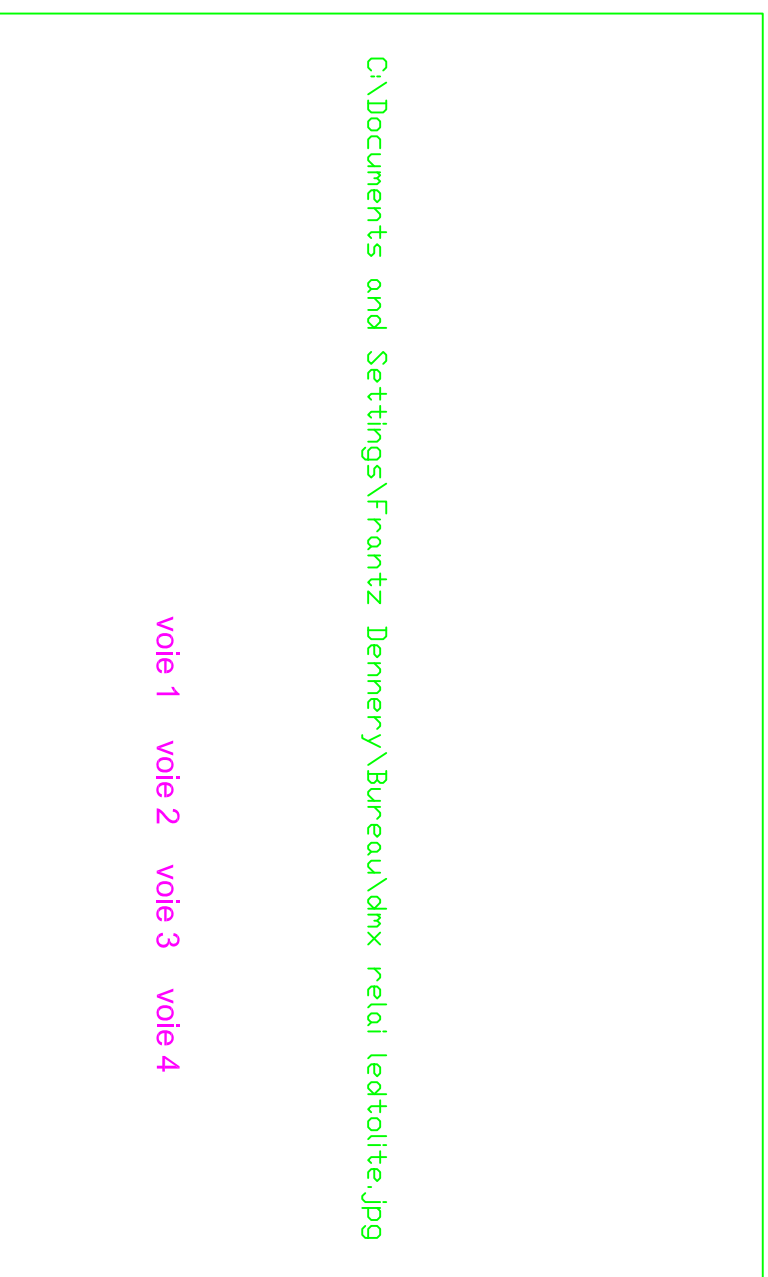 C:\Documents and Settings\Frantz Dennery\Bureau\dmx relai ledtolite.jpg
voie 1 voie 2 voie 3 voie 4